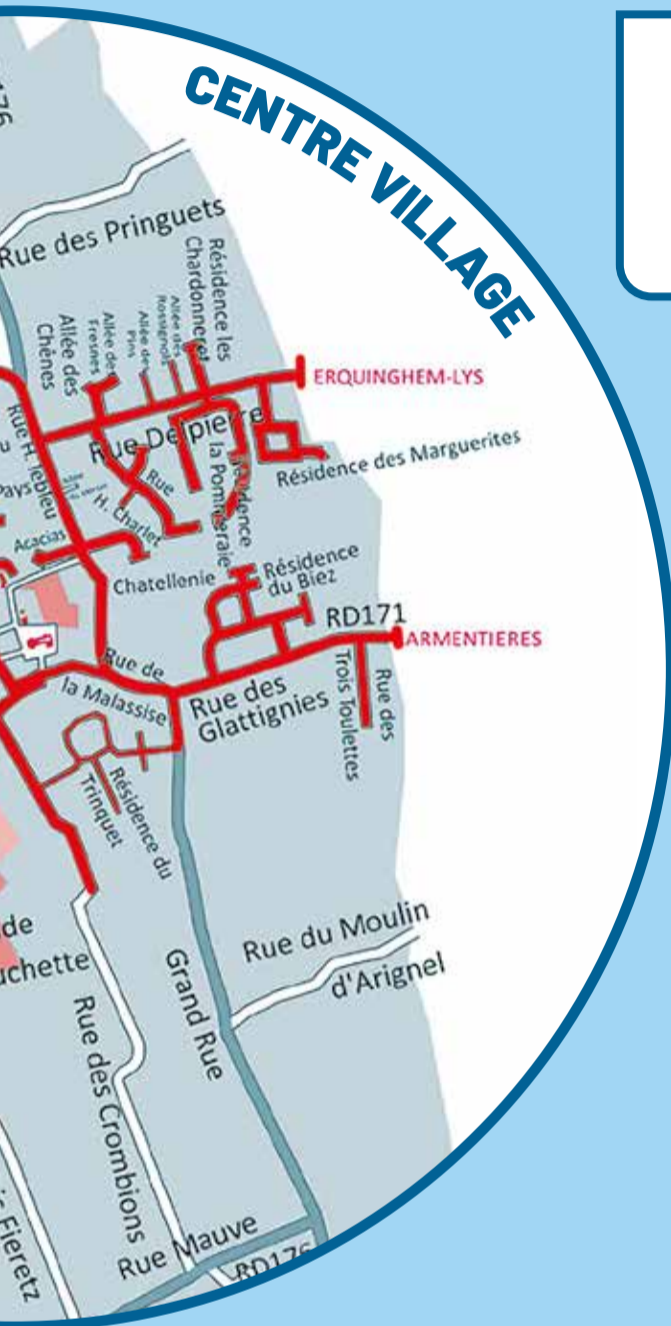 CENTRE VILLAGE
Rue des Pringuets
Résidence les
Chardonneret
Allée des
Rossignols
Allée des
Pins
Allée des
Fresnes
Allée des
Chênes
ERQUINGHEM-LYS
Rue Delpierre
Résidence des Marguerites
Résidence
la Pommeraie
Rue H. lebleu
Pays
Rue
H. Charlet
Acacias
Chatellenie
Résidence
du Biez
RD171
ARMENTIERES
Rue de
la Malassise
Rue des
Glattignies
Rue des
Trois Toulettes
Résidence du
Trinquet
de
uchette
Grand Rue
Rue du Moulin
d'Arignel
Rue des Crombions
Fieretz
Rue Mauve
RD176